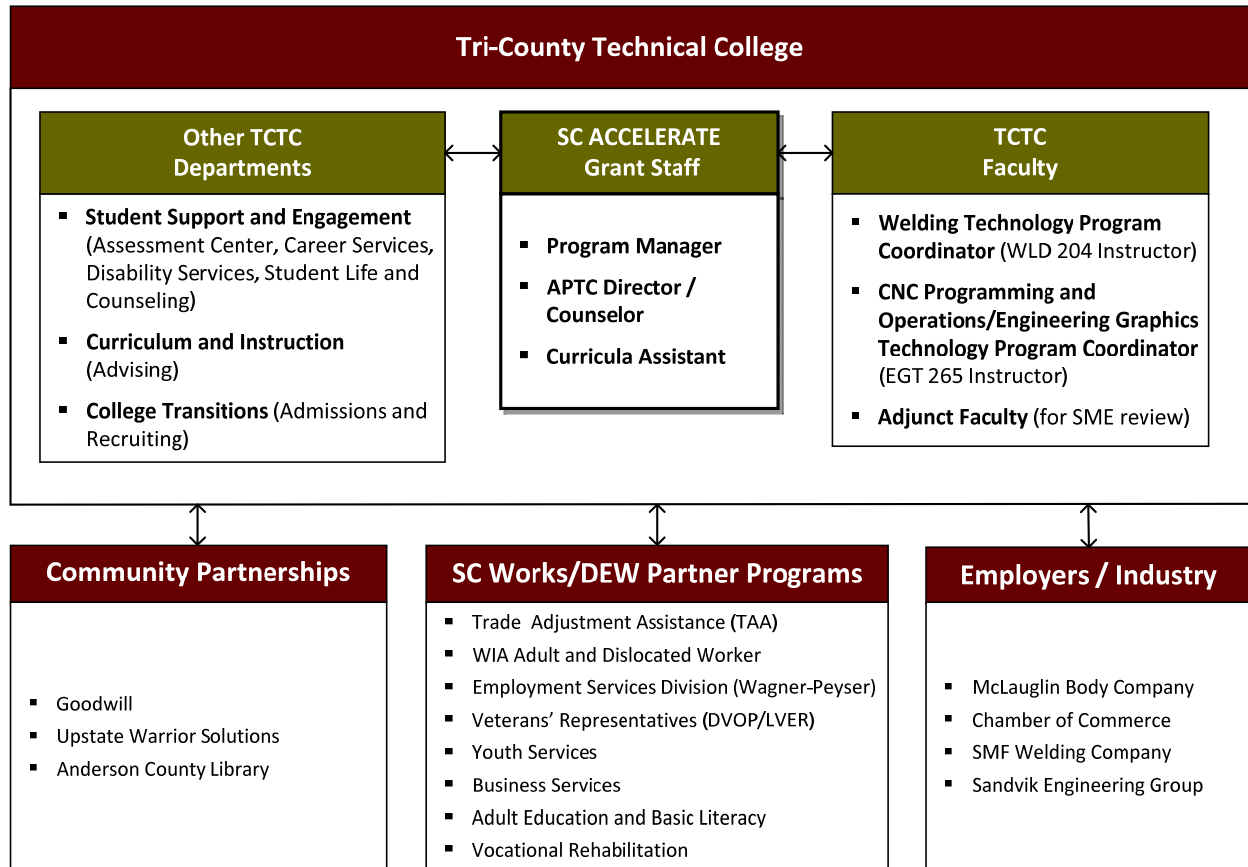 Tri-County Technical College
Other TCTC
Departments
▪ Student Support and Engagement
(Assessment Center, Career Services,
Disability Services, Student Life and
Counseling)
▪ Curriculum and Instruction
(Advising)
▪ College Transitions (Admissions and
Recruiting)
SC ACCELERATE
Grant Staff
▪ Program Manager
▪ APTC Director /
Counselor
▪ Curricula Assistant
TCTC
Faculty
▪ Welding Technology Program
Coordinator (WLD 204 Instructor)
▪ CNC Programming and
Operations/Engineering Graphics
Technology Program Coordinator
(EGT 265 Instructor)
▪ Adjunct Faculty (for SME review)
Community Partnerships
▪ Goodwill
▪ Upstate Warrior Solutions
▪ Anderson County Library
SC Works/DEW Partner Programs
▪ Trade Adjustment Assistance (TAA)
▪ WIA Adult and Dislocated Worker
▪ Employment Services Division (Wagner-Peyser)
▪ Veterans’ Representatives (DVOP/LVER)
▪ Youth Services
▪ Business Services
▪ Adult Education and Basic Literacy
▪ Vocational Rehabilitation
Employers / Industry
▪ McLauglin Body Company
▪ Chamber of Commerce
▪ SMF Welding Company
▪ Sandvik Engineering Group